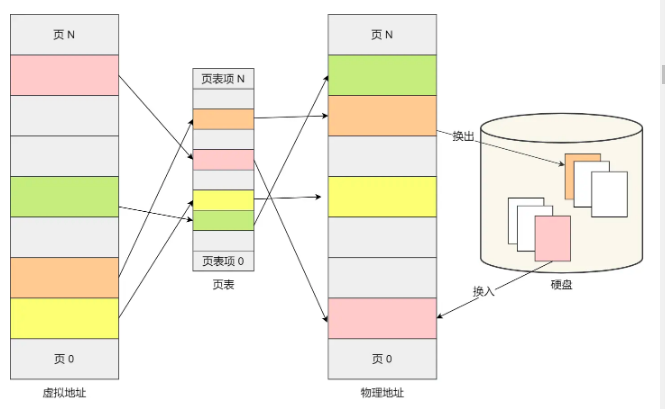 页 N
页表项 N
页 N
换出
换入
硬盘
页表项 0
页表
页 0
页 0
虚拟地址
物理地址